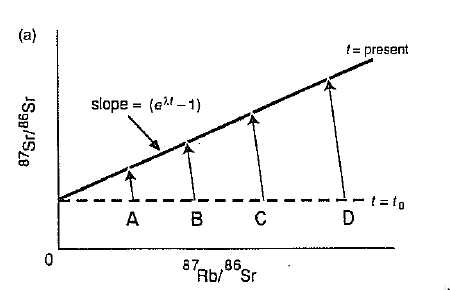 (a)
t = present
slope = (e^λt − 1)
87Sr/86Sr
A B C D
t = t0
0
87Rb/86Sr